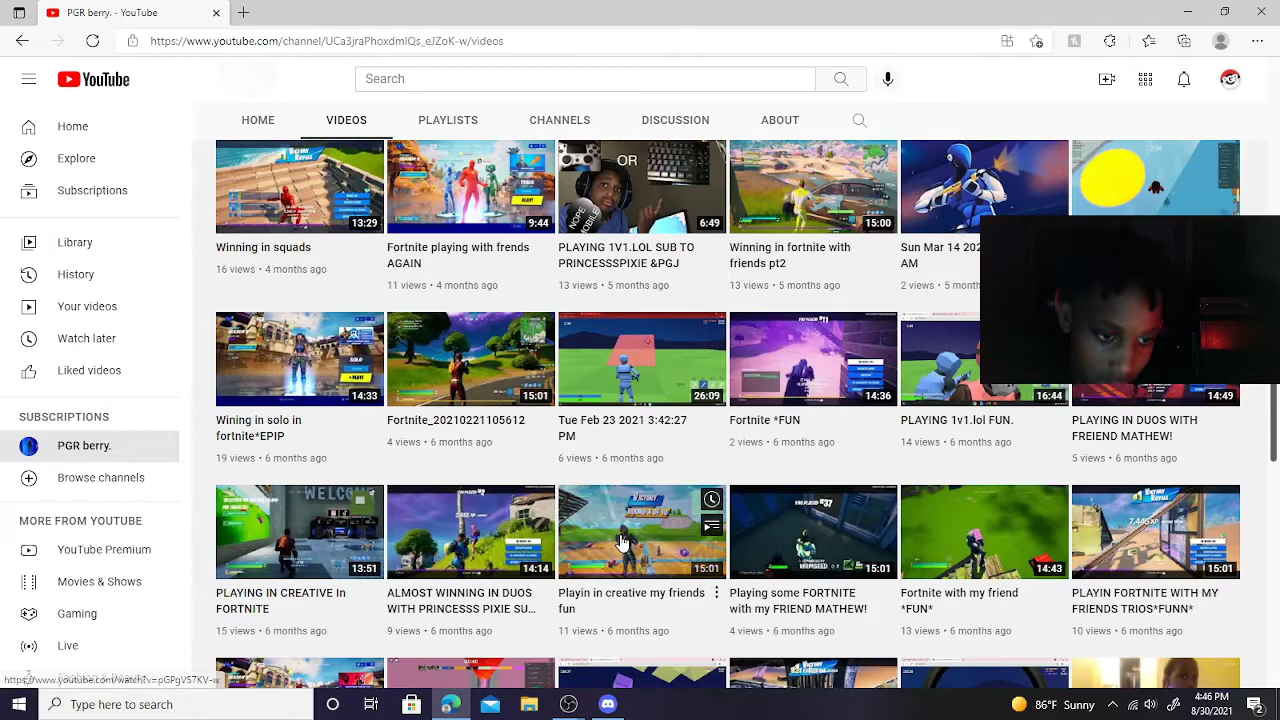 PGR berry. - YouTube
https://www.youtube.com/channel/UCa3jraPhoxdmIQs_eJZoK-w/videos
YouTube
Search
HOME
VIDEOS
PLAYLISTS
CHANNELS
DISCUSSION
ABOUT
Home
Explore
Subscriptions
Library
History
Your videos
Watch later
Liked videos
SUBSCRIPTIONS
PGR berry.
Browse channels
MORE FROM YOUTUBE
YouTube Premium
Movies & Shows
Gaming
Live
13:29
9:44
OR
NOPE
MOBILE
6:49
15:00
Winning in squads
16 views • 4 months ago
Fortnite playing with frends
AGAIN
11 views • 4 months ago
PLAYING 1V1.LOL SUB TO
PRINCESSSPIXIE &PGJ
13 views • 5 months ago
Winning in fortnite with
friends pt2
13 views • 5 months ago
Sun Mar 14 202
AM
2 views • 5 mont
14:33
15:01
26:09
14:36
16:44
14:49
Wining in solo in
fortnite*EPIP
19 views • 6 months ago
Fortnite_20210221105612
4 views • 6 months ago
Tue Feb 23 2021 3:42:27
PM
6 views • 6 months ago
Fortnite *FUN
2 views • 6 months ago
PLAYING 1v1.lol FUN.
14 views • 6 months ago
PLAYING IN DUOS WITH
FREIEND MATHEW!
5 views • 6 months ago
WELCOME
13:51
14:14
15:01
15:01
14:43
15:01
PLAYING IN CREATIVE In
FORTNITE
15 views • 6 months ago
ALMOST WINNING IN DUOS
WITH PRINCESSS PIXIE SU...
9 views • 6 months ago
Playin in creative my friends
fun
11 views • 6 months ago
Playing some FORTNITE
with my FRIEND MATHEW!
4 views • 6 months ago
Fortnite with my friend
*FUN*
13 views • 6 months ago
PLAYIN FORTNITE WITH MY
FRIENDS TRIOS*FUNN*
10 views • 6 months ago
Type here to search
86°F Sunny
4:46 PM
8/30/2021